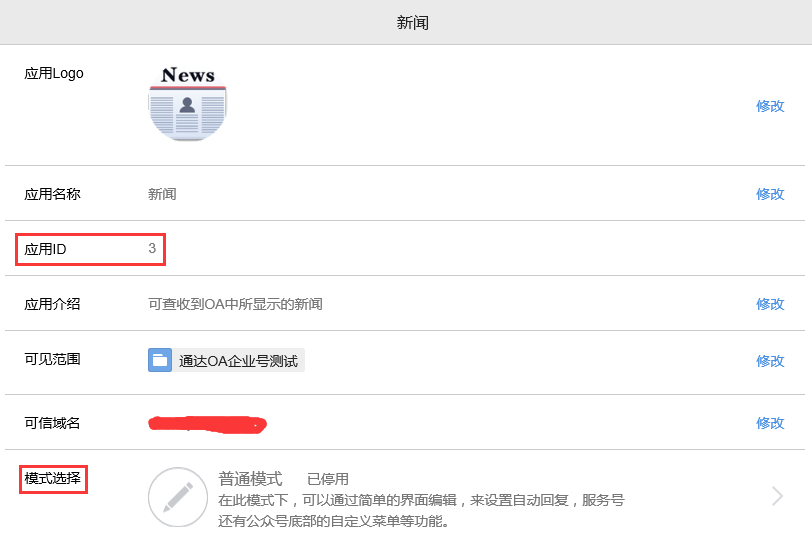 新闻
应用Logo
News
修改
应用名称 新闻 修改
应用ID 3
应用介绍 可查收到OA中所显示的新闻 修改
可见范围 通达OA企业号测试 修改
可信域名 修改
模式选择 普通模式 已停用
在此模式下，可以通过简单的界面编辑，来设置自动回复，服务号
还有公众号底部的自定义菜单等功能。